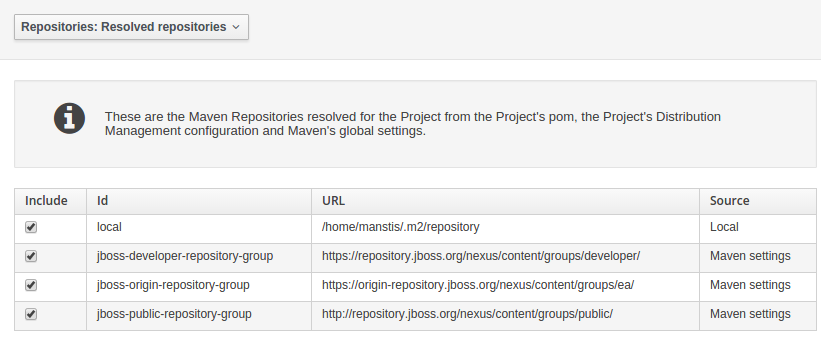 Repositories: Resolved repositories
These are the Maven Repositories resolved for the Project from the Project's pom, the Project's Distribution
Management configuration and Maven's global settings.
Include Id URL Source
local /home/manstis/.m2/repository Local
jboss-developer-repository-group https://repository.jboss.org/nexus/content/groups/developer/ Maven settings
jboss-origin-repository-group https://origin-repository.jboss.org/nexus/content/groups/ea/ Maven settings
jboss-public-repository-group http://repository.jboss.org/nexus/content/groups/public/ Maven settings